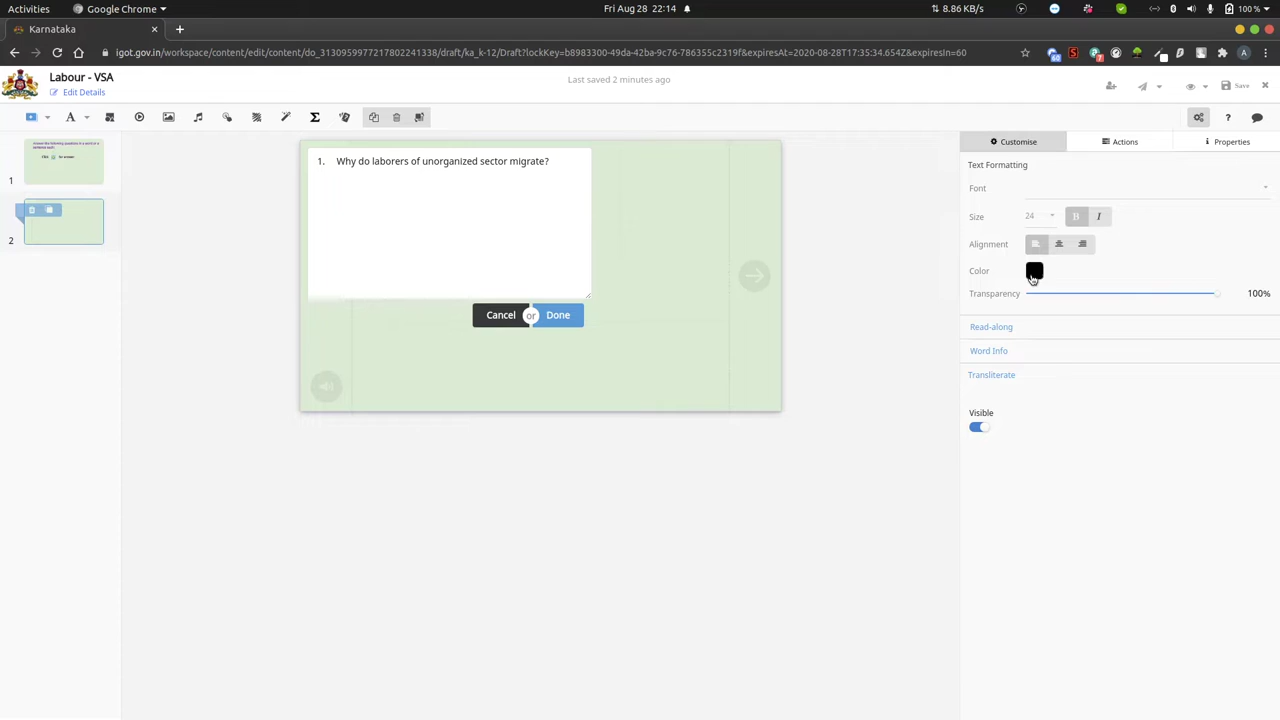 Activities
Google Chrome
Fri Aug 28 22:14
8.86 KB/s
100 %
Karnataka
igot.gov.in/workspace/content/edit/content/do_3130959977217802241338/draft/ka_k-12/Draft?lockKey=b8983300-49da-42ba-9c76-786355c2319f&expiresAt=2020-08-28T17:35:34.654Z&expiresIn=60
Labour - VSA
Edit Details
Last saved 2 minutes ago
Save
Customise
Actions
Properties
Text Formatting
Font
Size
24
B
I
Alignment
Color
Transparency
100%
Read-along
Word Info
Transliterate
Visible
1
2
1. Why do laborers of unorganized sector migrate?
Cancel
or
Done